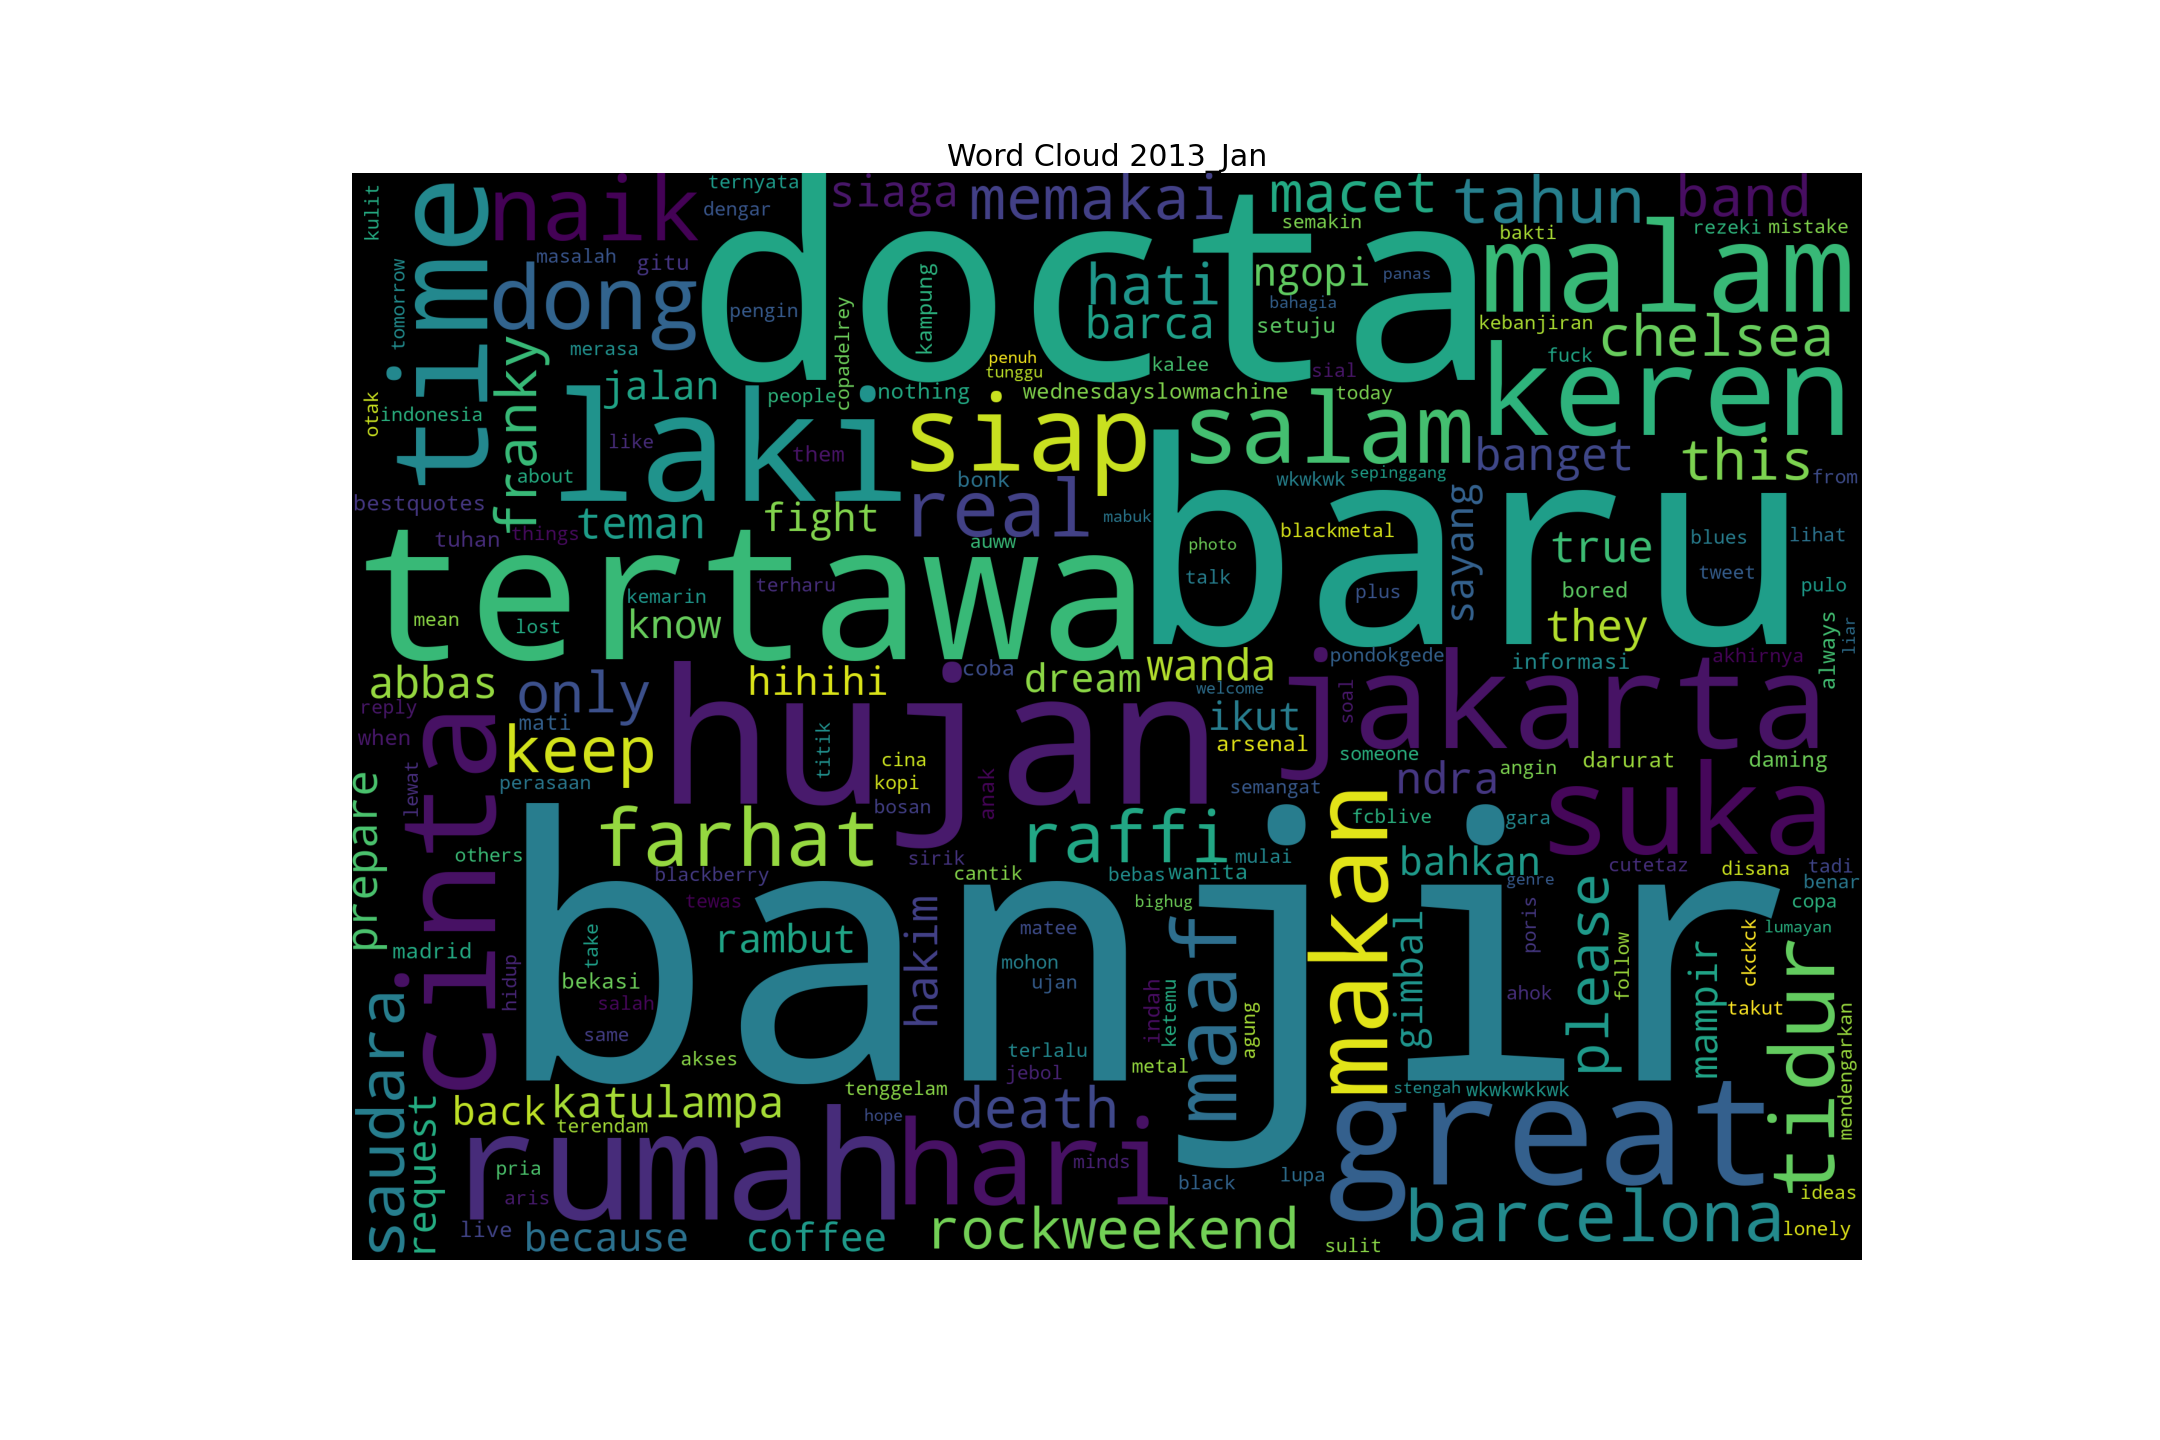 Word Cloud 2013_Jan
kulit
time
naik
ternyata
dengar
siaga
memakai
macet
tahun
band
docta
semakin
bakti
rezeki
mistake
malam
tomorrow
masalah
gitu
dong
pengin
kampung
hati
ngopi
panas
bahagia
barca
setuju
kebanjiran
chelsea
copadelrey
franky
merasa
jalan
people
nothing
penuh
tunggu
kalee
sial
fuck
keren
otak
indonesia
laki
like
them
wednesdayslowmachine
today
siap
salam
banget
this
from
about
bestquotes
teman
fight
real
bonk
mabuk
wkwkwk
sepinggang
baru
sayang
blackmetal
photo
talk
plus
true
blues
lihat
tweet
bored
pulo
tuhan
things
auww
tertawa
kemarin
terharu
mean
lost
know
they
always
liar
abbas
only
hihihi
coba
dream
wanda
pondokgede
informasi
akhirnya
welcome
soal
jakarta
reply
when
mati
hujan
ikut
keep
titik
cina
kopi
bosan
anak
arsenal
someone
darurat
daming
angin
ndra
semangat
suka
cinta
lewat
perasaan
prepare
farhat
raffi
makan
fcblive
gara
others
blackberry
sirik
cantik
mulai
bebas
wanita
bahkan
genre
cutetaz
disana
tadi
benar
copa
lumayan
tewas
banjir
bighug
madrid
rambut
hakim
matee
mohon
ujan
maaf
gimbal
poris
please
follow
mampir
ckckck
takut
ahok
tidur
mendengarkan
saudara
hidup
take
bekasi
salah
same
akses
terlalu
jebol
indah
ketemu
agung
metal
stengah
wkwkwkkwk
great
request
back
katulampa
terendam
tenggelam
hope
death
rumah
hari
minds
pria
aris
black
lupa
ideas
lonely
live
because
coffee
rockweekend
sulit
barcelona